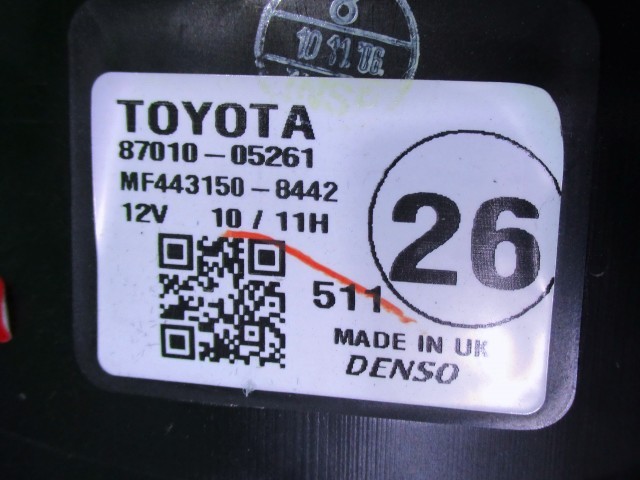 10.11.'06.
TOYOTA
87010-05261
MF443150-8442
12V 10 / 11H
26
511
MADE IN UK
DENSO